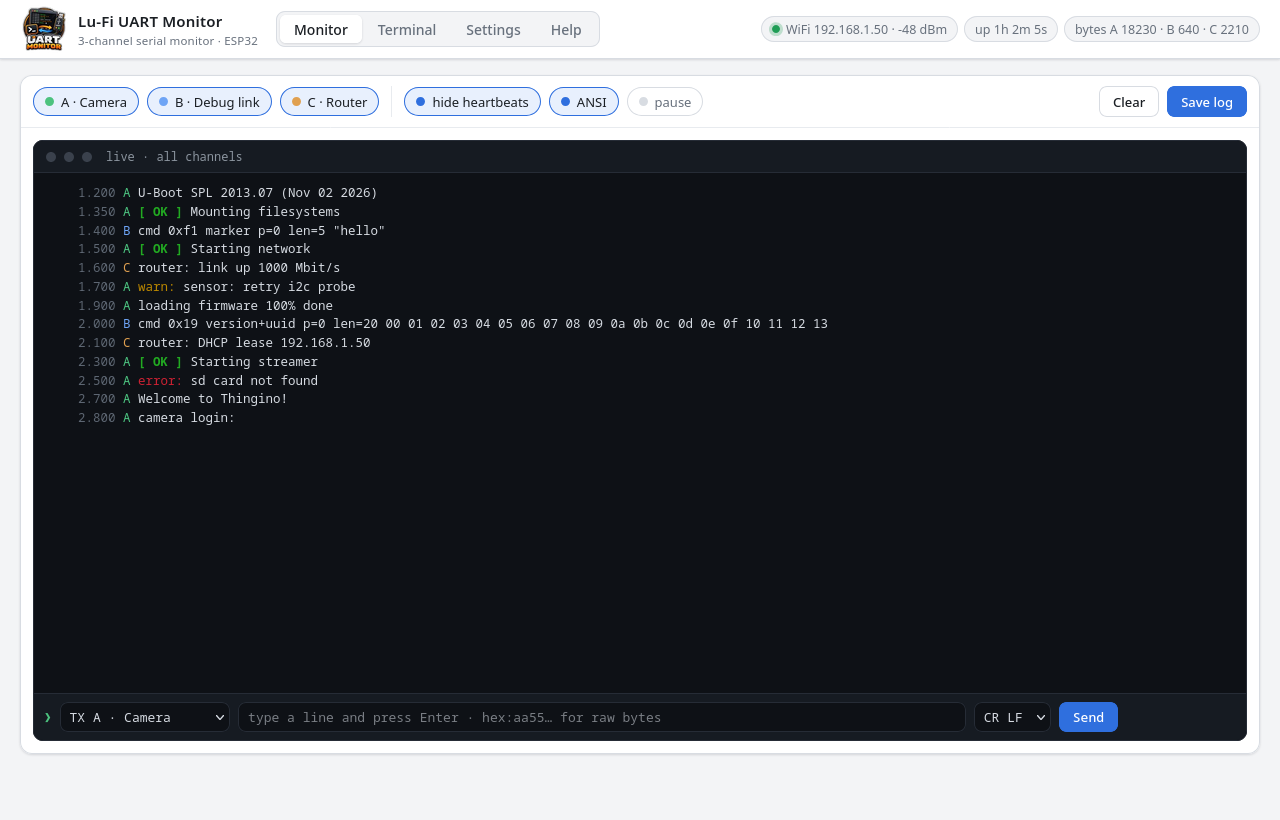 UART
MONITOR
Lu-Fi UART Monitor
3-channel serial monitor · ESP32
Monitor Terminal Settings Help
WiFi 192.168.1.50 · -48 dBm
up 1h 2m 5s
bytes A 18230 · B 640 · C 2210
A · Camera B · Debug link C · Router hide heartbeats ANSI pause Clear Save log
live · all channels
1.200 A U-Boot SPL 2013.07 (Nov 02 2026)
1.350 A [ OK ] Mounting filesystems
1.400 B cmd 0xf1 marker p=0 len=5 "hello"
1.500 A [ OK ] Starting network
1.600 C router: link up 1000 Mbit/s
1.700 A warn: sensor: retry i2c probe
1.900 A loading firmware 100% done
2.000 B cmd 0x19 version+uuid p=0 len=20 00 01 02 03 04 05 06 07 08 09 0a 0b 0c 0d 0e 0f 10 11 12 13
2.100 C router: DHCP lease 192.168.1.50
2.300 A [ OK ] Starting streamer
2.500 A error: sd card not found
2.700 A Welcome to Thingino!
2.800 A camera login:
❯ TX A · Camera type a line and press Enter · hex:aa55… for raw bytes CR LF Send